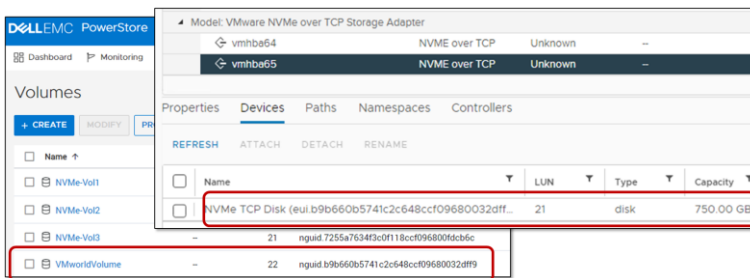 DELLEMC PowerStore
Dashboard Monitoring
Volumes
+ CREATE MODIFY PR
Name ↑
NVMe-Vol1
NVMe-Vol2
NVMe-Vol3 -- 21 nguid.7255a7634f3c0f118ccf096800fdcb6c
VMworldVolume -- 22 nguid.b9b660b5741c2c648ccf09680032dff9
Model: VMware NVMe over TCP Storage Adapter
vmhba64 NVME over TCP Unknown --
vmhba65 NVME over TCP Unknown --
Properties Devices Paths Namespaces Controllers
REFRESH ATTACH DETACH RENAME
Name LUN Type Capacity
NVMe TCP Disk (eui.b9b660b5741c2c648ccf09680032dff... 21 disk 750.00 GB